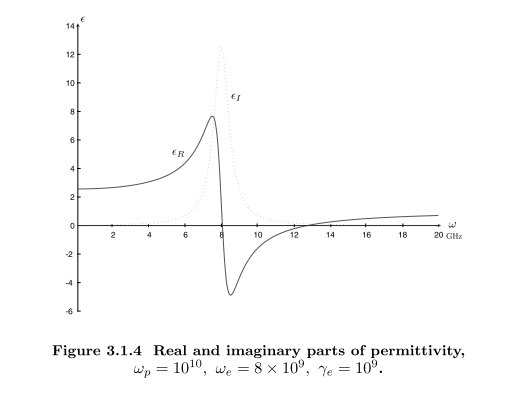 ϵ
14
12
10
8
6
4
2
0
-2
-4
-6
ϵ_I
ϵ_R
2 4 6 8 10 12 14 16 18 20
ω
GHz
Figure 3.1.4 Real and imaginary parts of permittivity,
ω_p = 10^10, ω_e = 8 × 10^9, γ_e = 10^9.